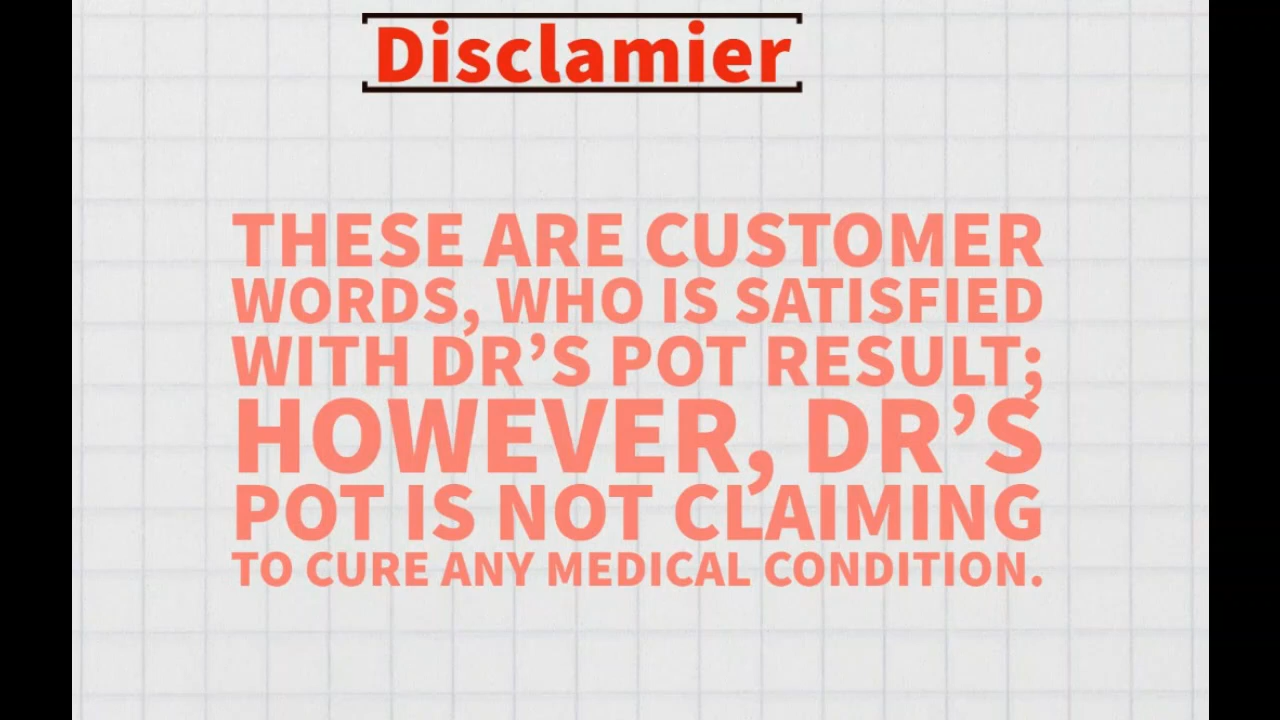 Disclamier
THESE ARE CUSTOMER
WORDS, WHO IS SATISFIED
WITH DR’S POT RESULT;
HOWEVER, DR’S
POT IS NOT CLAIMING
TO CURE ANY MEDICAL CONDITION.